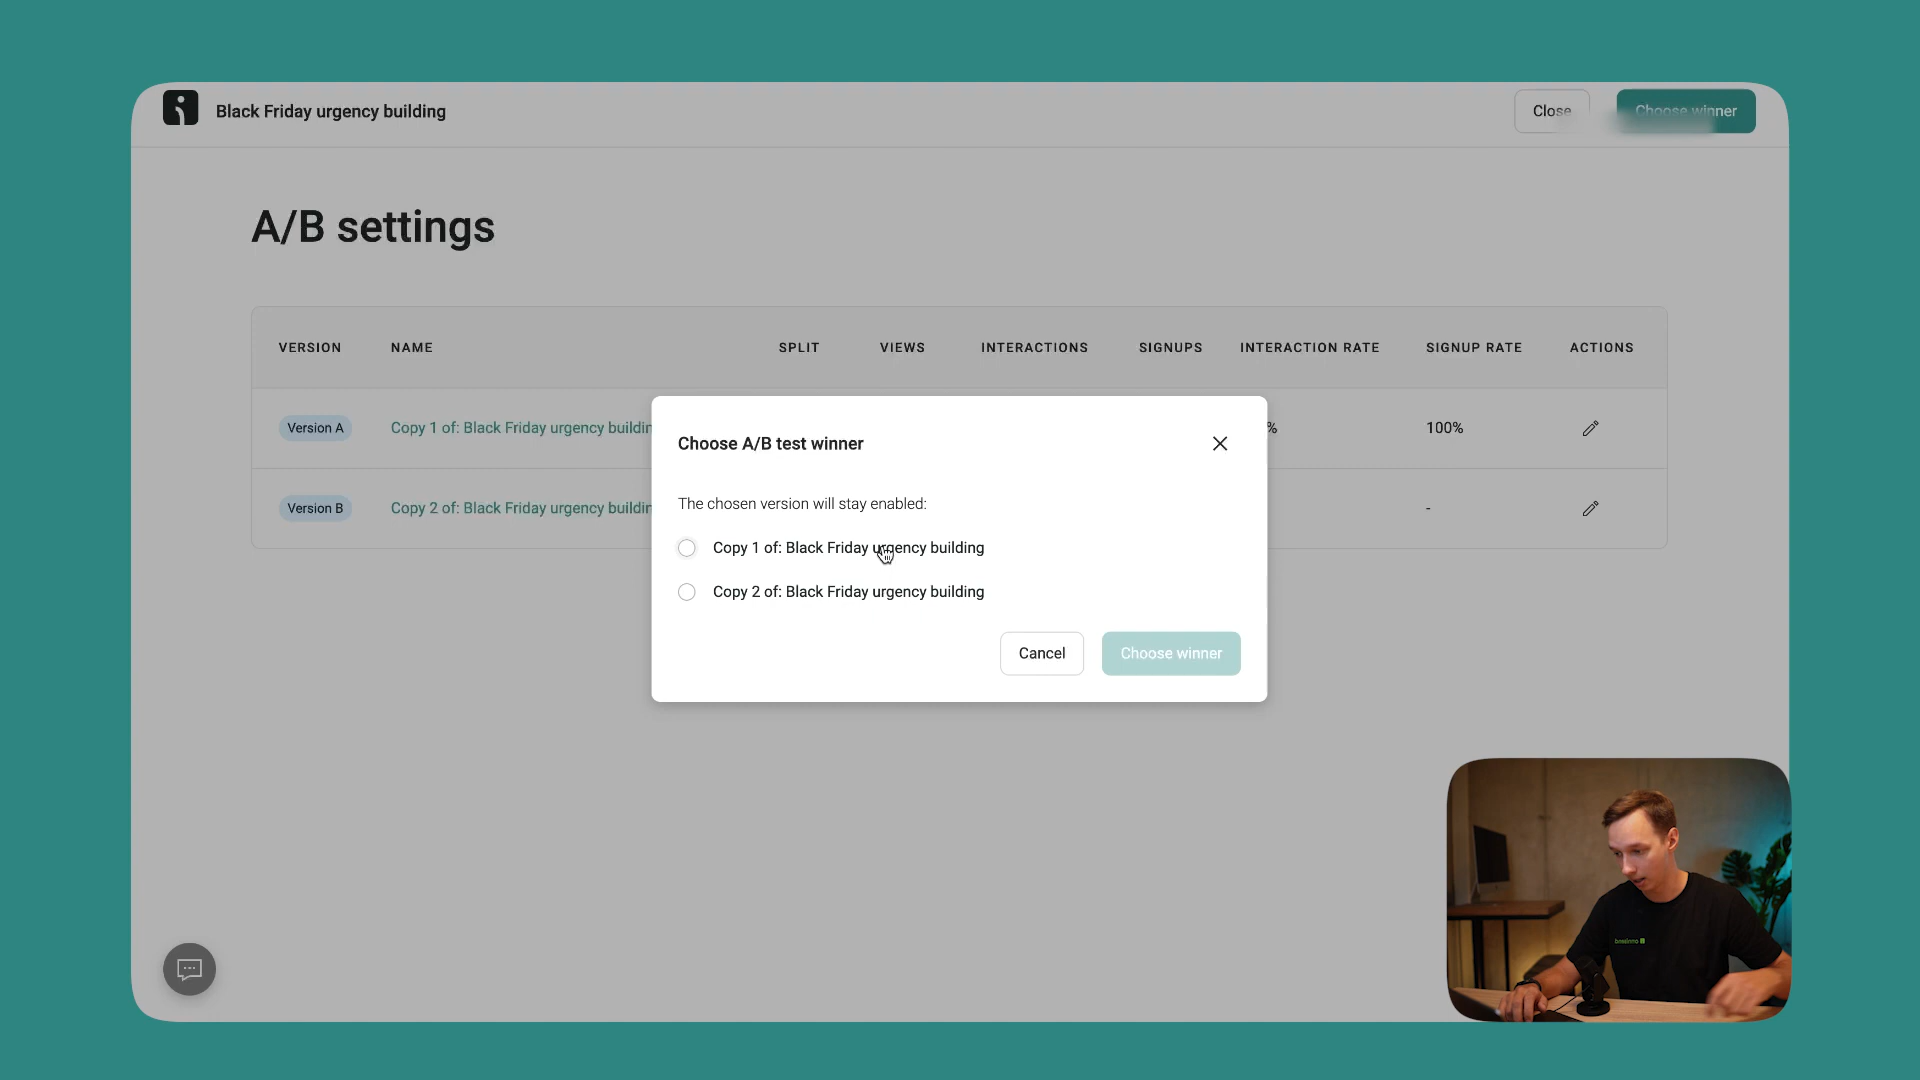 Black Friday urgency building
Close
Choose winner
A/B settings
VERSION NAME SPLIT VIEWS INTERACTIONS SIGNUPS INTERACTION RATE SIGNUP RATE ACTIONS
Version A Copy 1 of: Black Friday urgency buildin % 100%
Version B Copy 2 of: Black Friday urgency buildin -
Choose A/B test winner
The chosen version will stay enabled:
Copy 1 of: Black Friday urgency building
Copy 2 of: Black Friday urgency building
Cancel
Choose winner